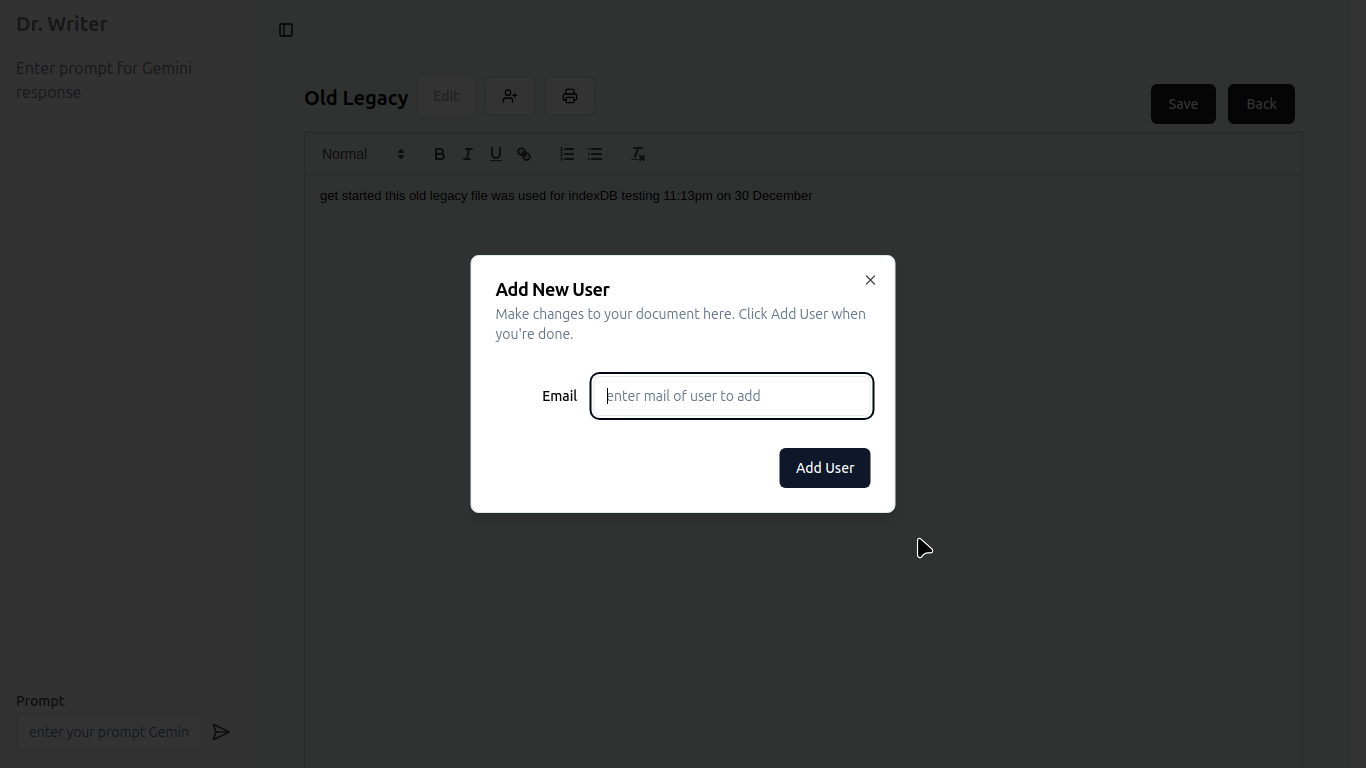 Dr. Writer
Enter prompt for Gemini
response
Old Legacy
Edit
Save
Back
Normal
B
I
U
get started this old legacy file was used for indexDB testing 11:13pm on 30 December
Add New User
Make changes to your document here. Click Add User when
you're done.
Email
enter mail of user to add
Add User
Prompt
enter your prompt Gemin